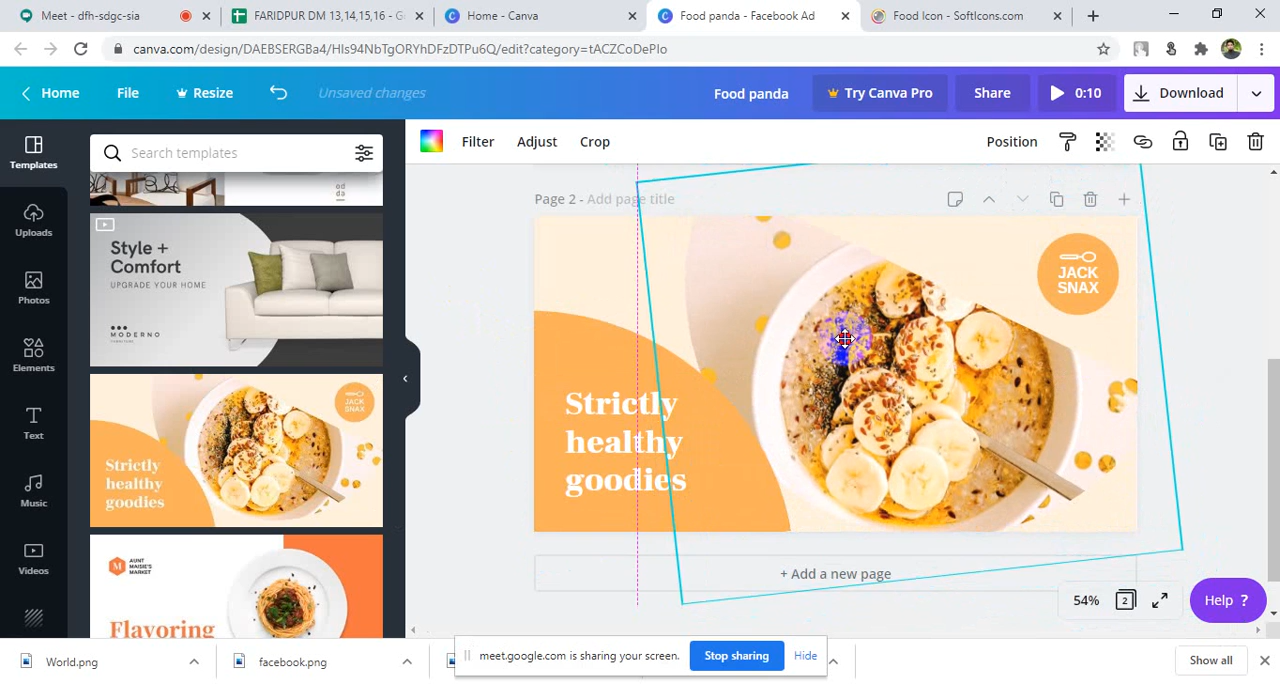 Meet - dfh-sdgc-sia
FARIDPUR DM 13,14,15,16 - G
Home - Canva
Food panda - Facebook Ad
Food Icon - SoftIcons.com
canva.com/design/DAEBSERGBa4/HIs94NbTgORYhDFzDTPu6Q/edit?category=tACZCoDePlo
Home
File
Resize
Unsaved changes
Food panda
Try Canva Pro
Share
0:10
Download
Templates
Search templates
Filter
Adjust
Crop
Position
Uploads
Photos
Elements
Text
Music
Videos
Style +
Comfort
UPGRADE YOUR HOME
MODERNO
Strictly
healthy
goodies
JACK
SNAX
AUNT
MAISIE'S
MARKET
Flavoring
Page 2 - Add page title
JACK
SNAX
Strictly
healthy
goodies
+ Add a new page
54%
2
Help ?
World.png
facebook.png
meet.google.com is sharing your screen.
Stop sharing
Hide
Show all